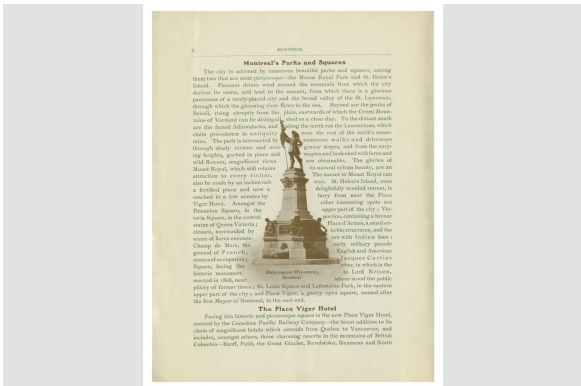 MONTREAL
Montreal's Parks and Squares
The city is adorned by numerous beautiful parks and squares, among
them two that are most picturesque—the Mount Royal Park and St. Helen's
Island. Pleasant drives wind around the mountain from which the city
derives its name, and lead to the summit, from which there is a glorious
panorama of a rarely-placed city and the broad valley of the St. Lawrence,
through which the gleaming river flows to the sea. Beyond are the peaks of
Belœil, rising abruptly from the plain, eastwards of which the Green Moun-
tains of Vermont can be distinguished on a clear day. To the distant south
are the famed Adirondacks, and along the north run the Laurentians, which
claim precedence in antiquity over the rest of the earth's moun-
tains. The park is intersected by numerous walks and driveways
through shady ravines and over grassy slopes, and from the vary-
ing heights, garbed in pines and maples and bedecked with ferns and
wild flowers, magnificent views are obtainable. The glories of
Mount Royal, which still retains its natural sylvan beauty, are an
attraction to every visitor. The ascent to Mount Royal can
also be made by an incline rail- way. St. Helen's Island, once
a fortified place and now a delightfully wooded retreat, is
reached in a few minutes by ferry from near the Place
Viger Hotel. Amongst the other interesting spots are
Dominion Square, in the upper part of the city; Vic-
toria Square, in the central portion, containing a bronze
statue of Queen Victoria; Place d'Armes, a small en-
closure, surrounded by noble structures, and the
scene of fierce encount- ers with Indian foes;
Champ de Mars, the early military parade
ground of French, English and American
armies of occupation; Jacques Cartier
Square, facing the river, in which is the
historic monument to Lord Nelson,
erected in 1808, near where stood the public
pillory of former times; St. Louis Square and Lafontaine Park, in the eastern
upper part of the city; and Place Viger, a pretty open square, named after
the first Mayor of Montreal, in the east end.
Maisonneuve Monument,
Montreal
The Place Viger Hotel
Facing this historic and picturesque square is the new Place Viger Hotel,
erected by the Canadian Pacific Railway Company—the latest addition to its
chain of magnificent hotels which extends from Quebec to Vancouver, and
includes, amongst others, those charming resorts in the mountains of British
Columbia—Banff, Field, the Great Glacier, Revelstoke, Sicamous and North